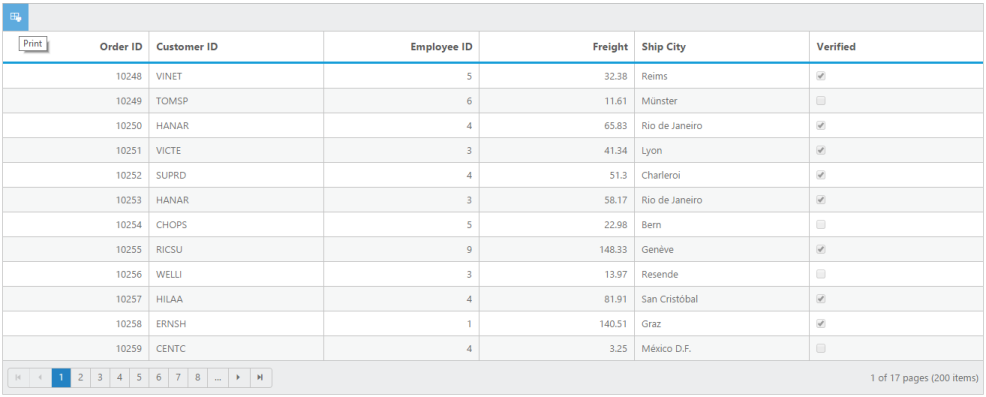 Print
Order ID Customer ID Employee ID Freight Ship City Verified
10248 VINET 5 32.38 Reims
10249 TOMSP 6 11.61 Münster
10250 HANAR 4 65.83 Rio de Janeiro
10251 VICTE 3 41.34 Lyon
10252 SUPRD 4 51.3 Charleroi
10253 HANAR 3 58.17 Rio de Janeiro
10254 CHOPS 5 22.98 Bern
10255 RICSU 9 148.33 Genève
10256 WELLI 3 13.97 Resende
10257 HILAA 4 81.91 San Cristóbal
10258 ERNSH 1 140.51 Graz
10259 CENTC 4 3.25 México D.F.
1 2 3 4 5 6 7 8 ... 1 of 17 pages (200 items)